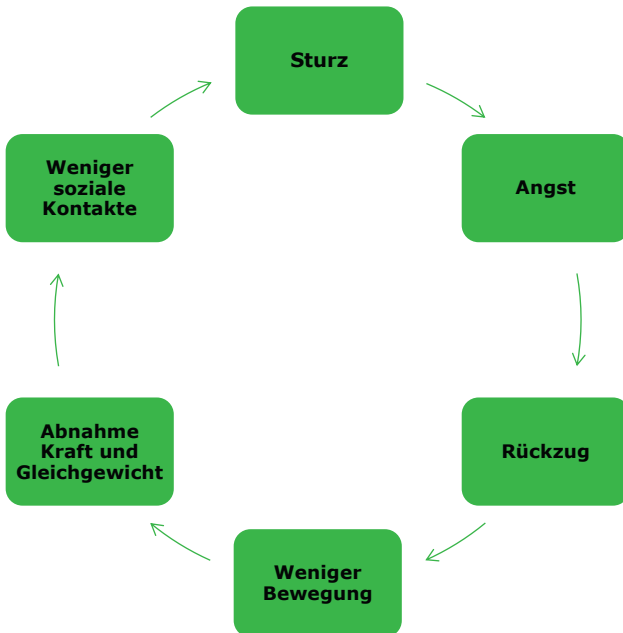 Sturz
Angst
Rückzug
Weniger
Bewegung
Abnahme
Kraft und
Gleichgewicht
Weniger
soziale
Kontakte